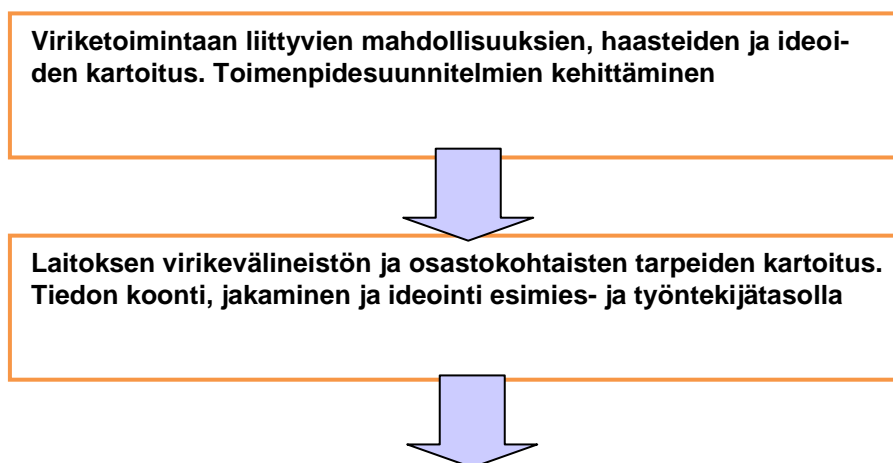 Viriketoimintaan liittyvien mahdollisuuksien, haasteiden ja ideoi-
den kartoitus. Toimenpidesuunnitelmien kehittäminen
Laitoksen virikevälineistön ja osastokohtaisten tarpeiden kartoitus.
Tiedon koonti, jakaminen ja ideointi esimies- ja työntekijätasolla